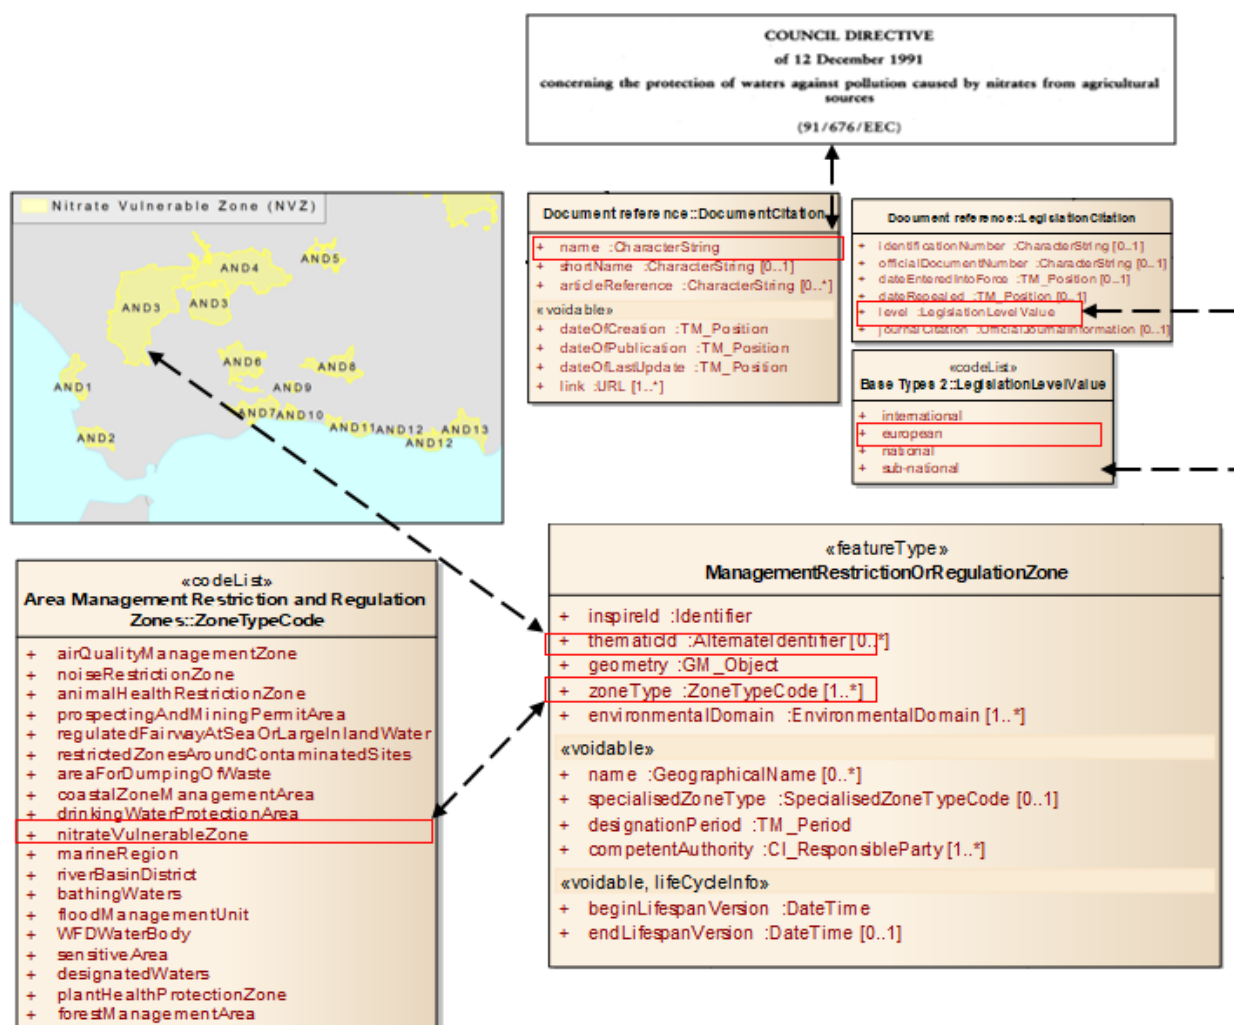 COUNCIL DIRECTIVE
of 12 December 1991
concerning the protection of waters against pollution caused by nitrates from agricultural
sources
(91/676/EEC)
Nitrate Vulnerable Zone (NVZ)
AND5
AND4
AND3
AND3
AND6
AND8
AND1
AND9
AND7
AND10
AND11
AND12
AND13
AND2
AND12
Document reference::DocumentCitation
+ name :CharacterString
+ shortName :CharacterString [0..1]
+ articleReference :CharacterString [0..*]
«voidable»
+ dateOfCreation :TM_Position
+ dateOfPublication :TM_Position
+ dateOfLastUpdate :TM_Position
+ link :URL [1..*]
Document reference::LegislationCitation
+ identificationNumber :CharacterString [0..1]
+ officialDocumentNumber :CharacterString [0..1]
+ dateEnteredIntoForce :TM_Position [0..1]
+ dateRepealed :TM_Position [0..1]
+ level :LegislationLevelValue
+ journalCitation :OfficialJournalInformation [0..1]
«codeList»
Base Types 2::LegislationLevelValue
+ international
+ european
+ national
+ sub-national
«codeList»
Area Management Restriction and Regulation
Zones::ZoneTypeCode
+ airQualityManagementZone
+ noiseRestrictionZone
+ animalHealthRestrictionZone
+ prospectingAndMiningPermitArea
+ regulatedFairwayAtSeaOrLargeInlandWater
+ restrictedZonesAroundContaminatedSites
+ areaForDumpingOfWaste
+ coastalZoneManagementArea
+ drinkingWaterProtectionArea
+ nitrateVulnerableZone
+ marineRegion
+ riverBasinDistrict
+ bathingWaters
+ floodManagementUnit
+ WFDWaterBody
+ sensitiveArea
+ designatedWaters
+ plantHealthProtectionZone
+ forestManagementArea
«featureType»
ManagementRestrictionOrRegulationZone
+ inspireId :Identifier
+ thematicId :AlternateIdentifier [0..*]
+ geometry :GM_Object
+ zoneType :ZoneTypeCode [1..*]
+ environmentalDomain :EnvironmentalDomain [1..*]
«voidable»
+ name :GeographicalName [0..*]
+ specialisedZoneType :SpecialisedZoneTypeCode [0..1]
+ designationPeriod :TM_Period
+ competentAuthority :CI_ResponsibleParty [1..*]
«voidable, lifeCycleInfo»
+ beginLifespanVersion :DateTime
+ endLifespanVersion :DateTime [0..1]